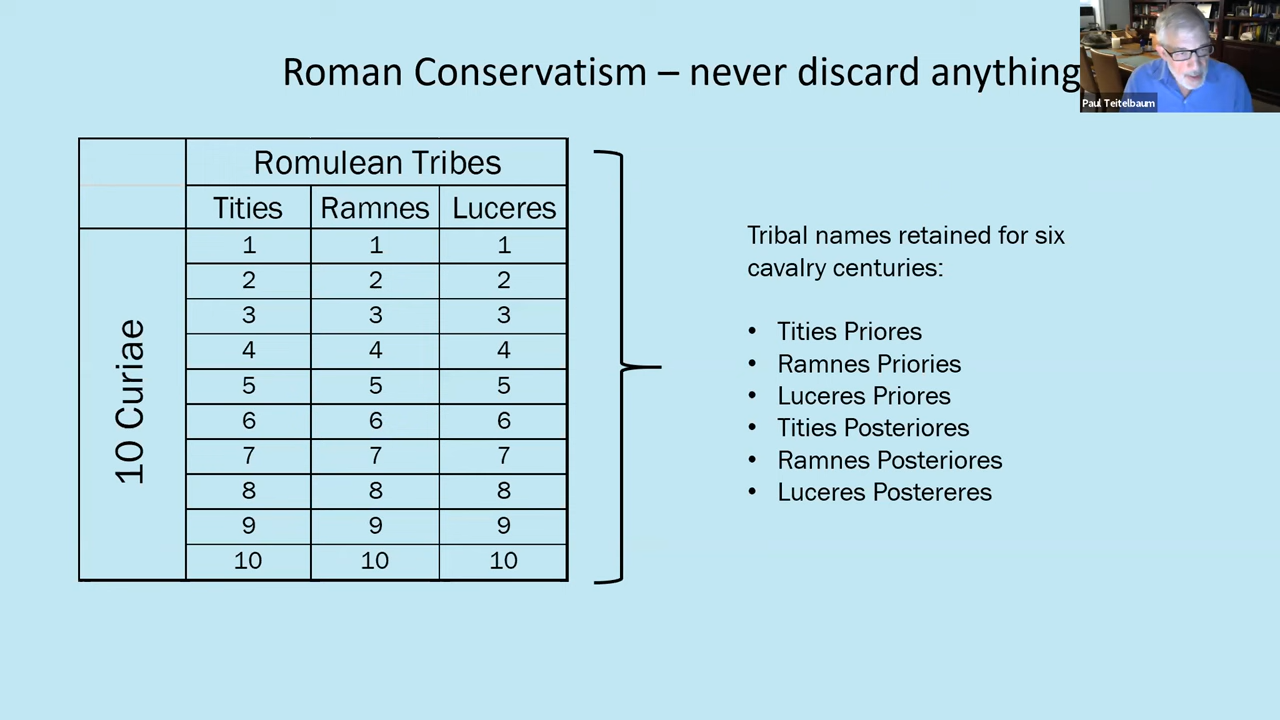 Roman Conservatism – never discard anything
Paul Teitelbaum
Romulean Tribes
Tities Ramnes Luceres
10 Curiae
1 1 1
2 2 2
3 3 3
4 4 4
5 5 5
6 6 6
7 7 7
8 8 8
9 9 9
10 10 10
Tribal names retained for six
cavalry centuries:
• Tities Priores
• Ramnes Priories
• Luceres Priores
• Tities Posteriores
• Ramnes Posteriores
• Luceres Postereres